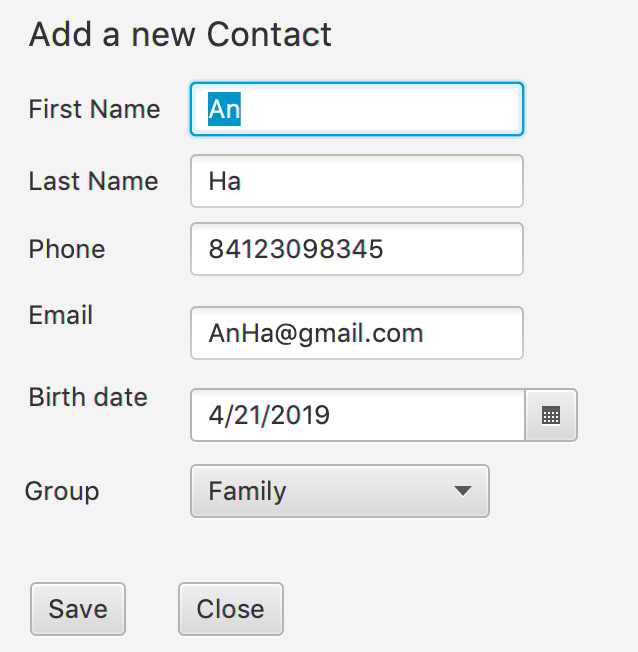 Add a new Contact
First Name An
Last Name Ha
Phone 84123098345
Email AnHa@gmail.com
Birth date 4/21/2019
Group Family
Save Close